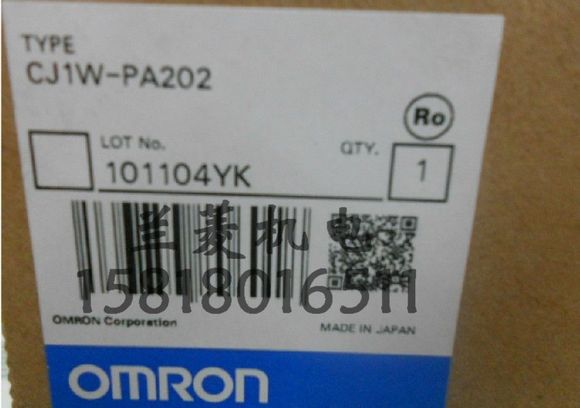 TYPE
CJ1W-PA202
Ro
LOT No.
QTY.
101104YK
1
兰菱机电
15818016511
OMRON Corporation
MADE IN JAPAN
OMRON